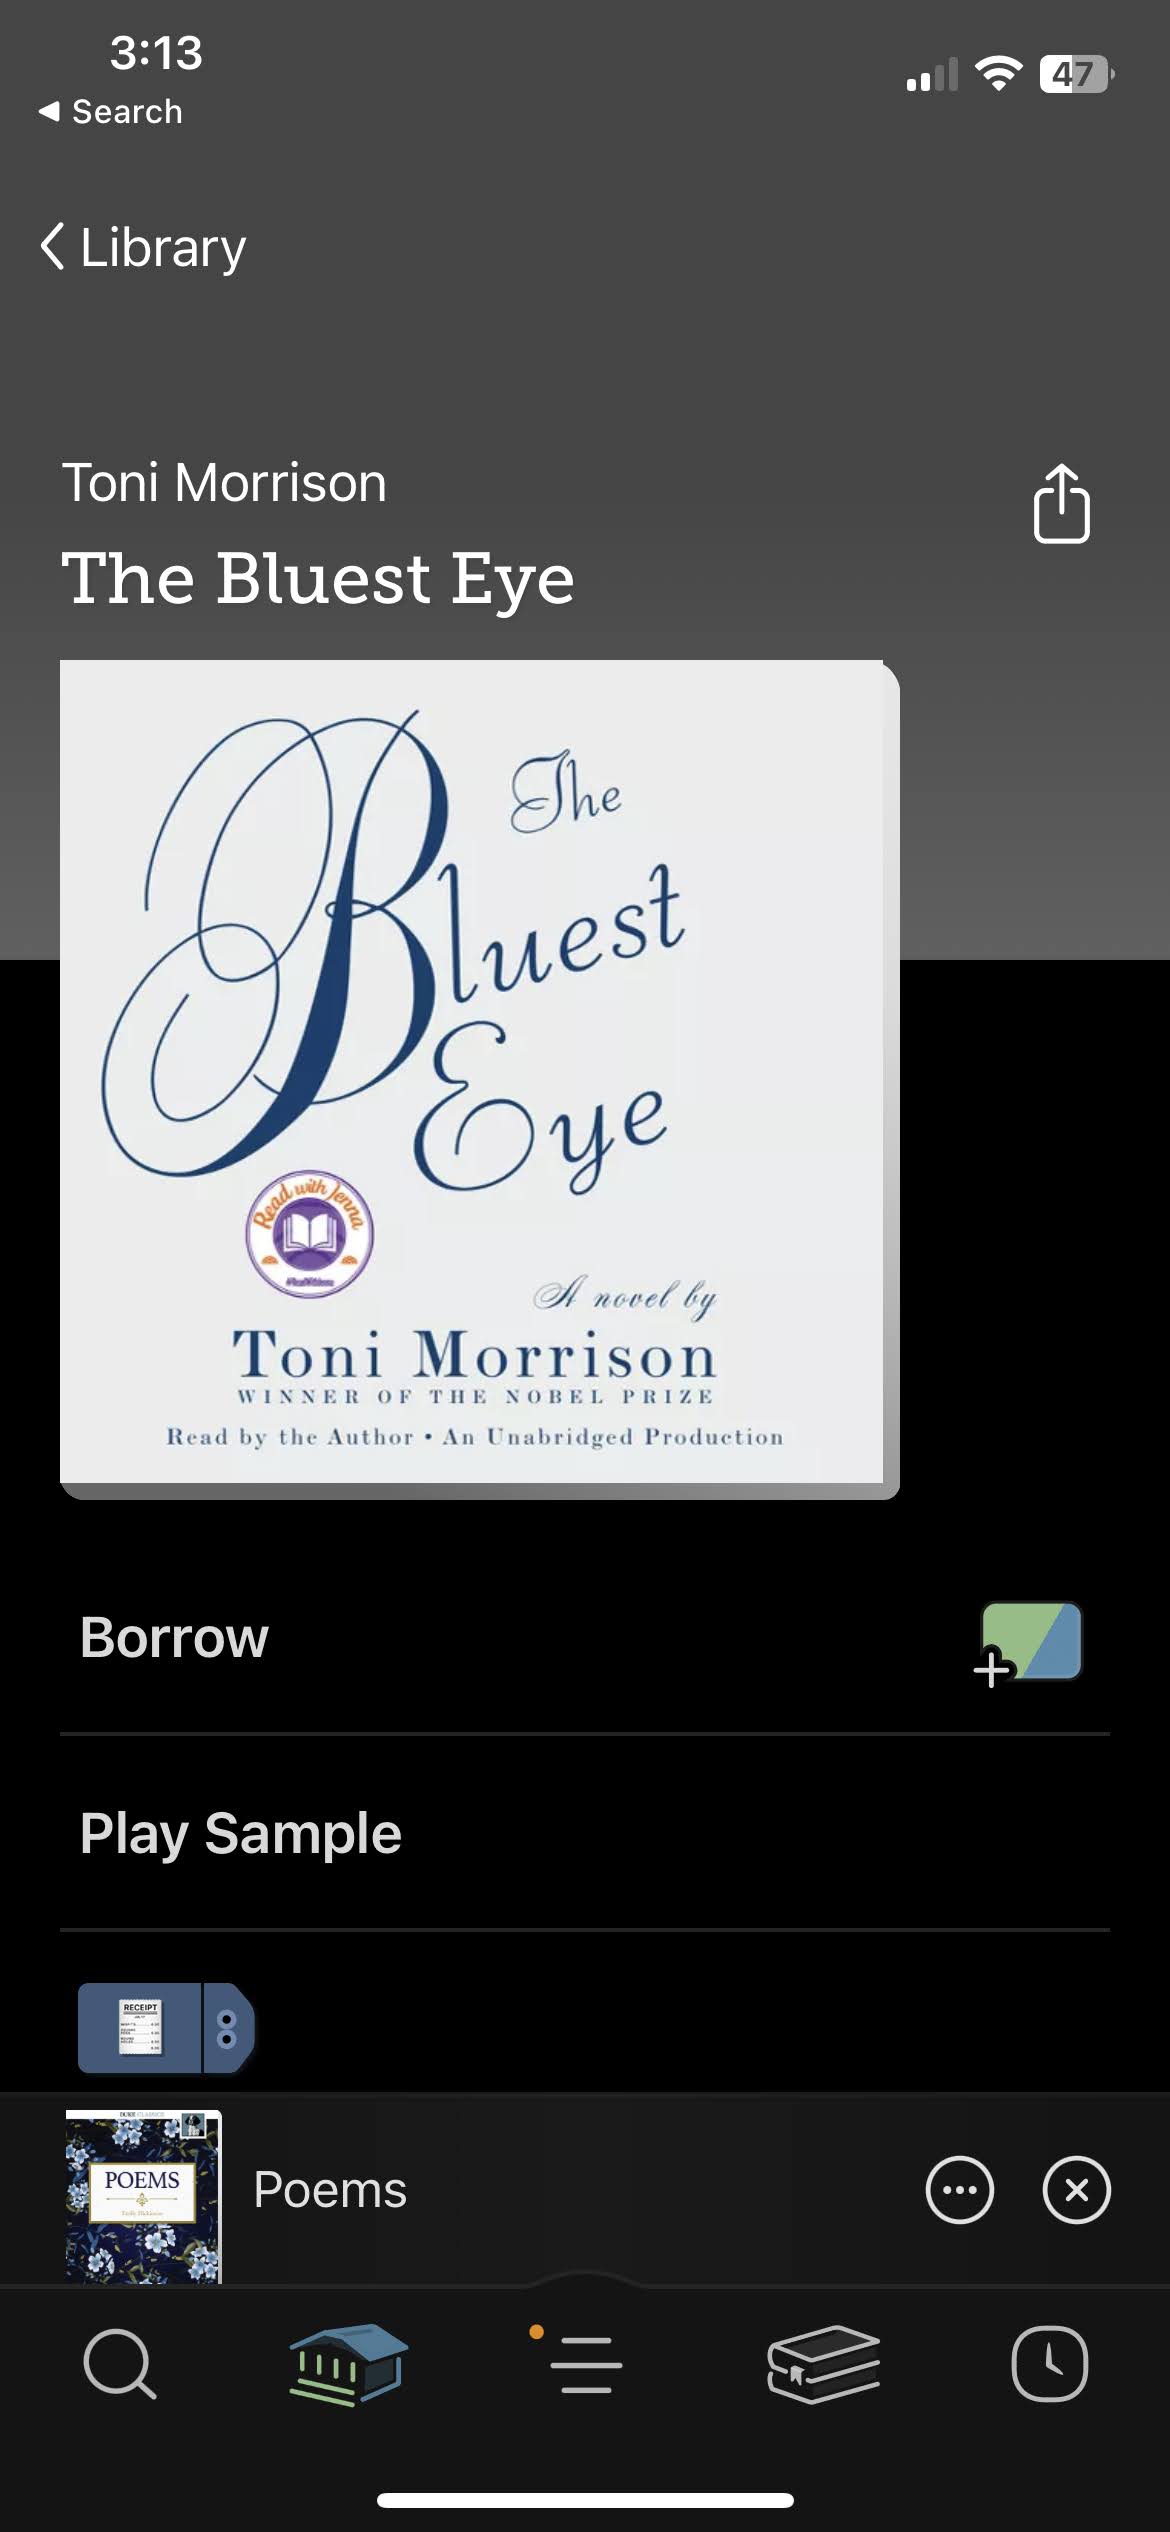 3:13
47
Search
Library
Toni Morrison
The Bluest Eye
The
Bluest
Eye
Read with Jenna
A novel by
Toni Morrison
WINNER OF THE NOBEL PRIZE
Read by the Author • An Unabridged Production
Borrow
Play Sample
RECEIPT
POEMS
Emily Dickinson
Poems